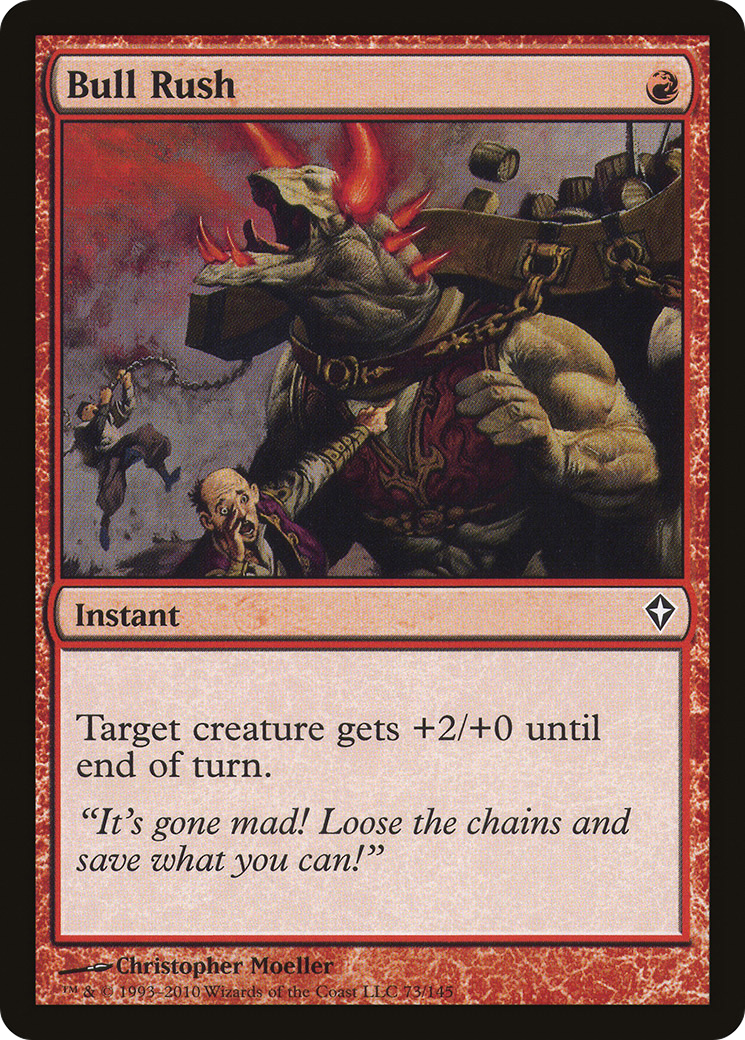 Bull Rush
Instant
Target creature gets +2/+0 until
end of turn.
“It’s gone mad! Loose the chains and
save what you can!”
Christopher Moeller
™ & © 1993–2010 Wizards of the Coast LLC 73/145